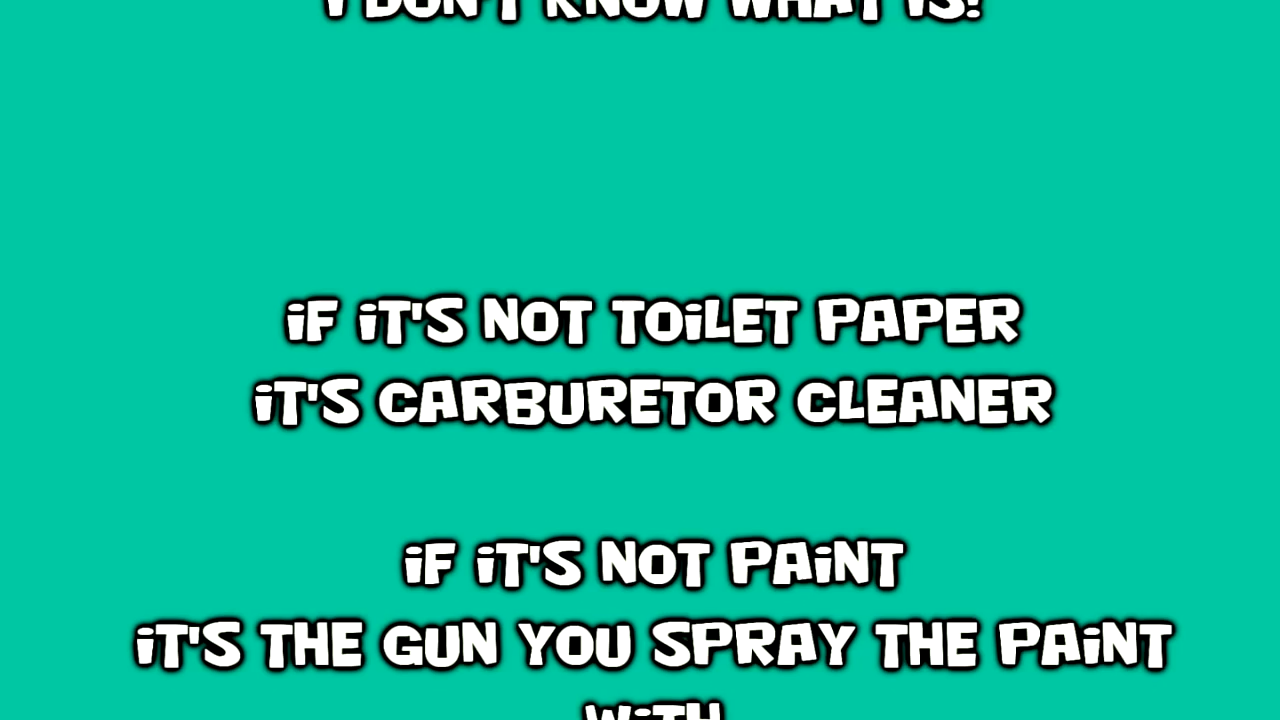 I DON'T KNOW WHAT IS!
IF IT'S NOT TOILET PAPER
IT'S CARBURETOR CLEANER
IF IT'S NOT PAINT
IT'S THE GUN YOU SPRAY THE PAINT
WITH